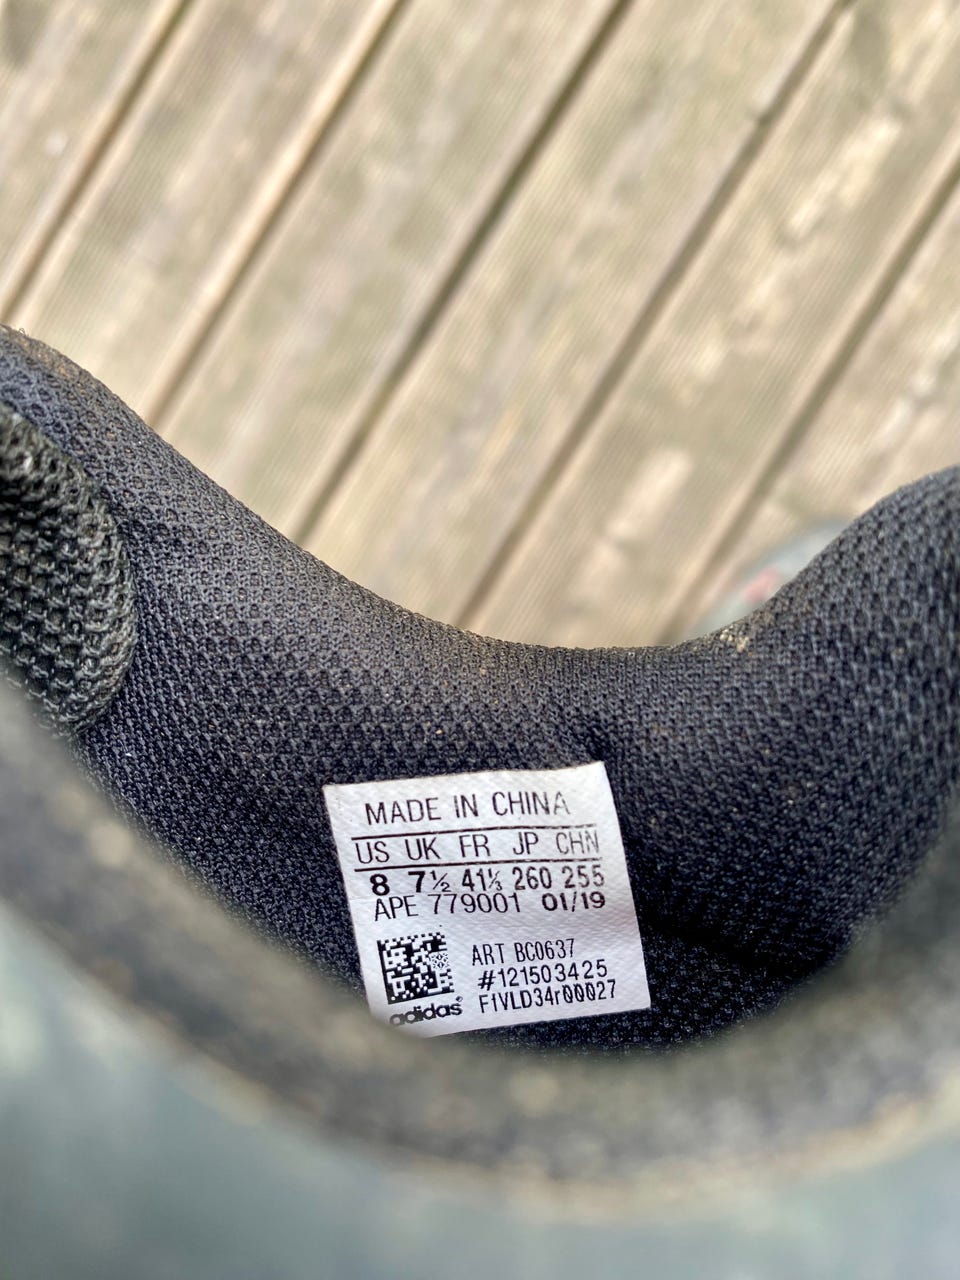 MADE IN CHINA
US UK FR JP CHN
8 7½ 41⅓ 260 255
APE 779001 01/19
ART BC0637
#121503425
F1VLD34r00027
adidas®